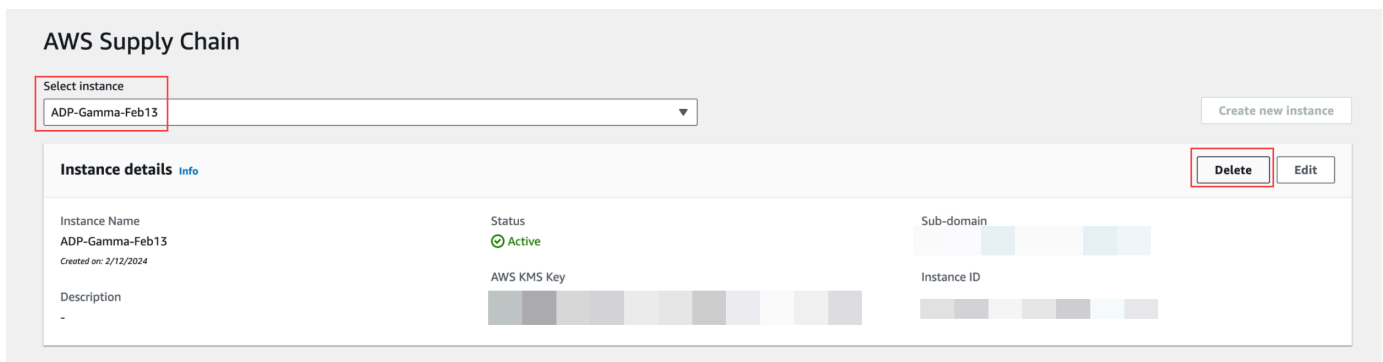 AWS Supply Chain
Select instance
ADP-Gamma-Feb13
Create new instance
Instance details Info
Delete
Edit
Instance Name
ADP-Gamma-Feb13
Created on: 2/12/2024
Description
-
Status
Active
AWS KMS Key
Sub-domain
Instance ID